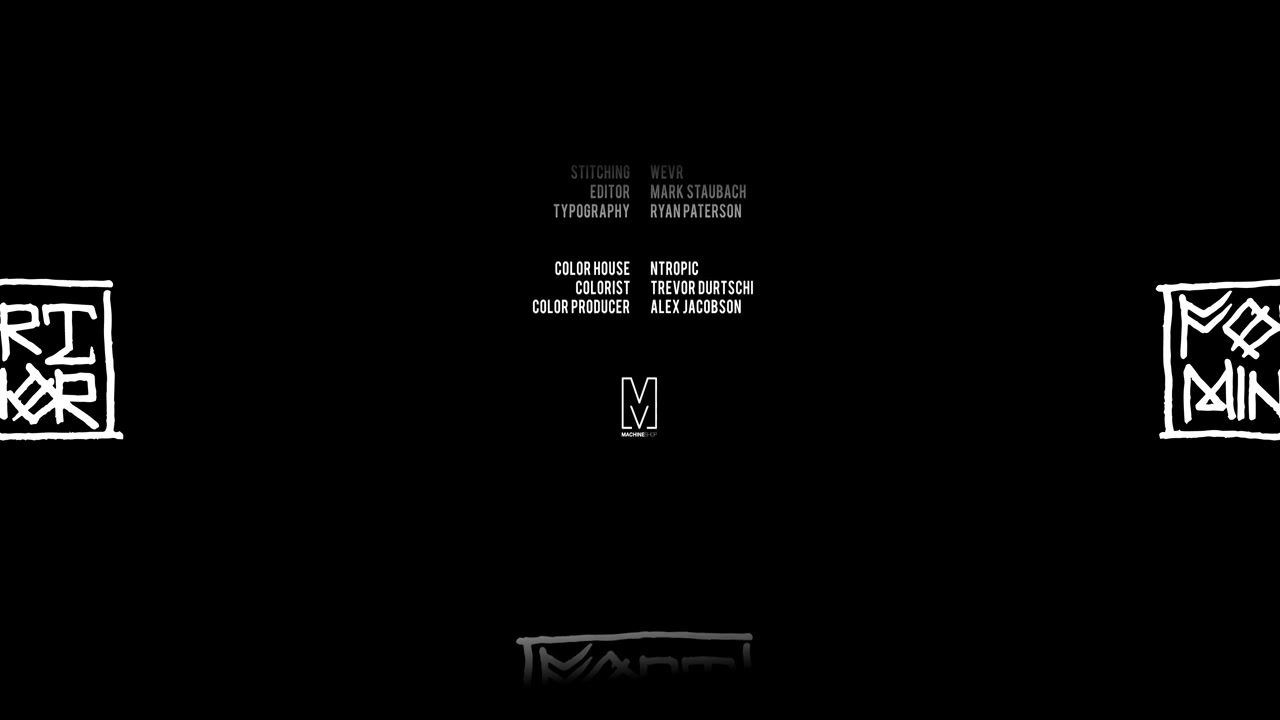 STITCHING WEVR
EDITOR MARK STAUBACH
TYPOGRAPHY RYAN PATERSON
COLOR HOUSE NTROPIC
COLORIST TREVOR DURTSCHI
COLOR PRODUCER ALEX JACOBSON
MACHINESHOP